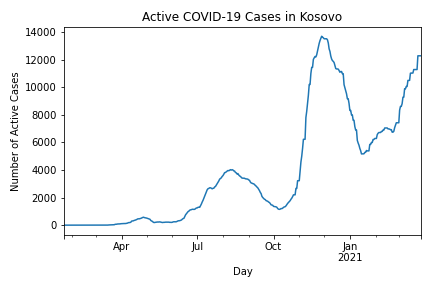 Active COVID-19 Cases in Kosovo
14000
12000
10000
8000
6000
4000
2000
0
Number of Active Cases
Apr Jul Oct Jan
2021
Day